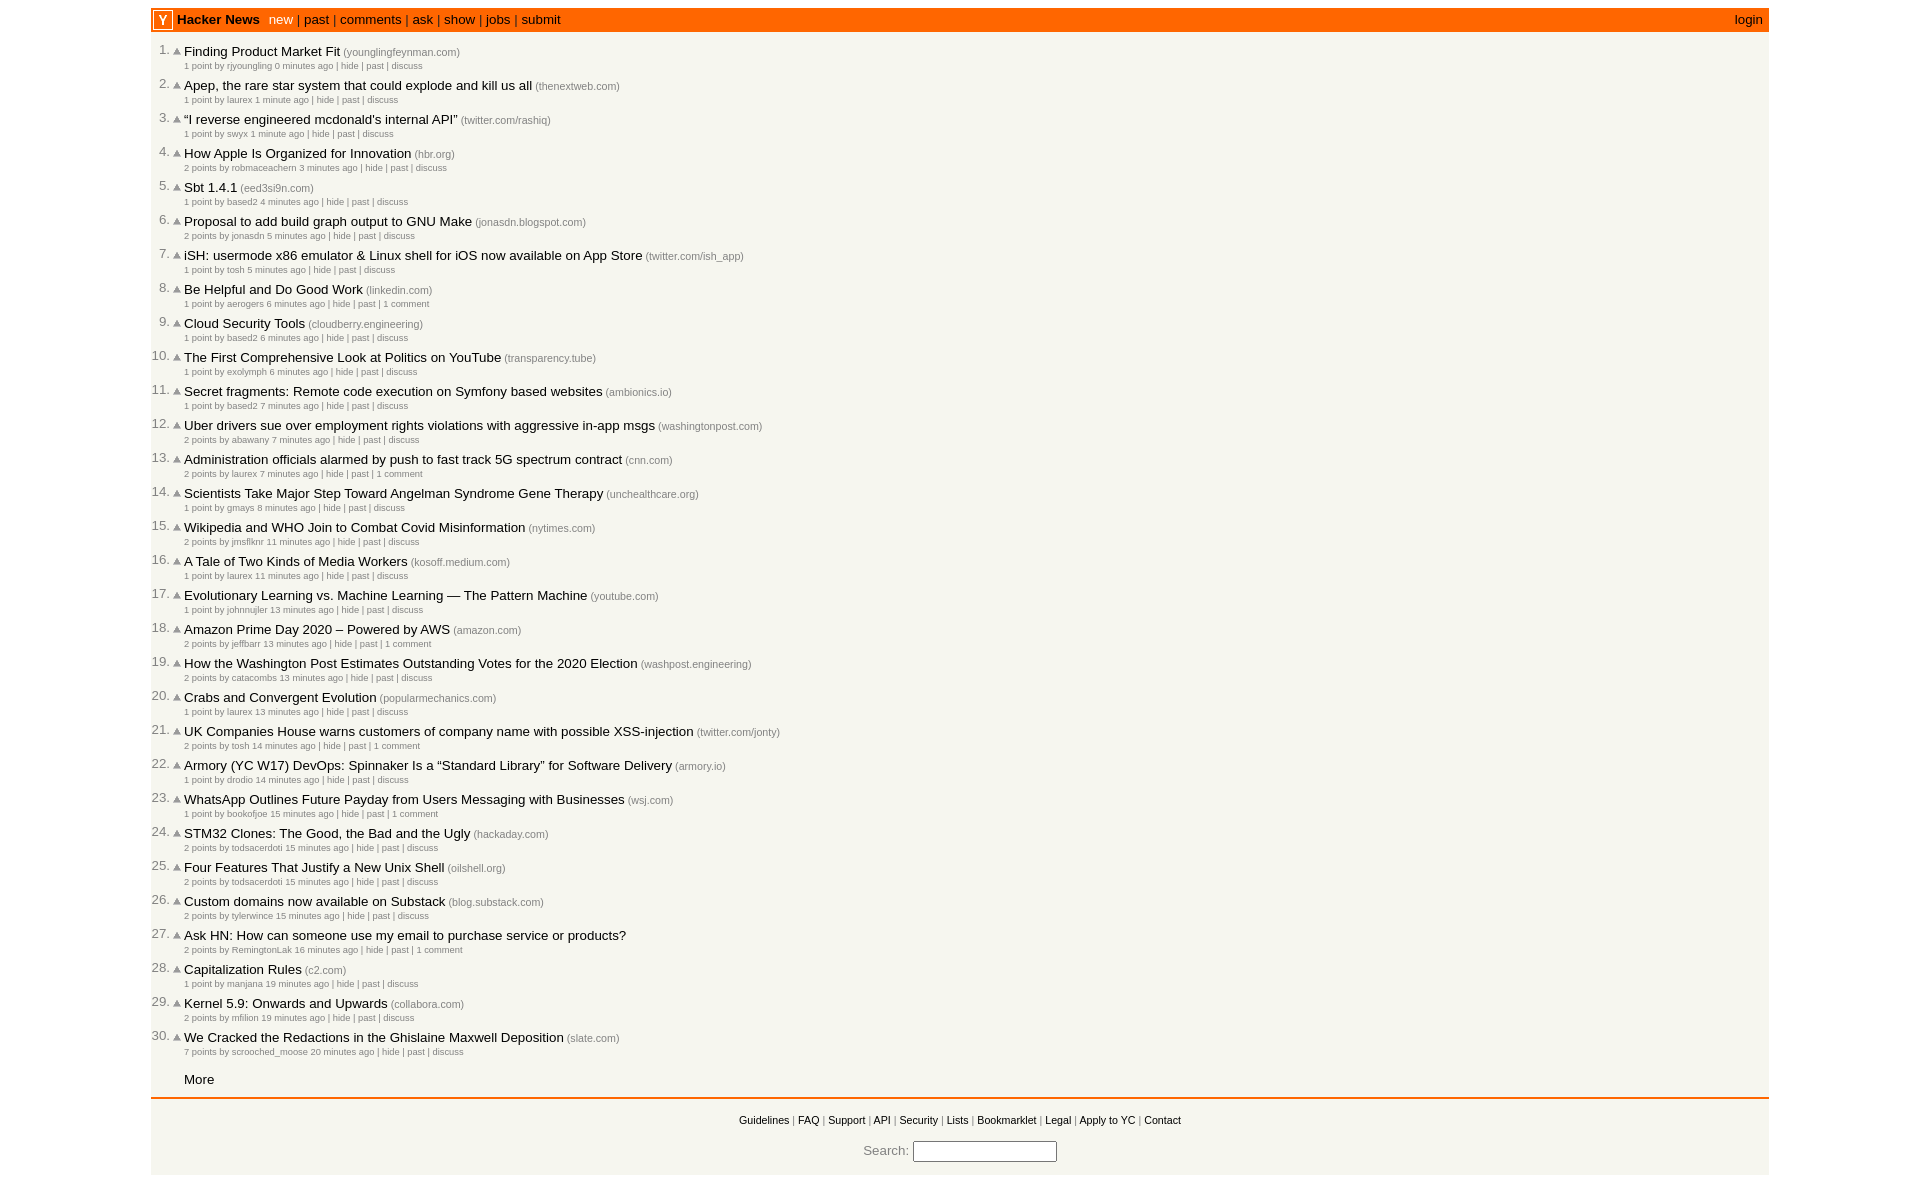 Y Hacker News new | past | comments | ask | show | jobs | submit login
1. Finding Product Market Fit (younglingfeynman.com)
1 point by rjyoungling 0 minutes ago | hide | past | discuss
2. Apep, the rare star system that could explode and kill us all (thenextweb.com)
1 point by laurex 1 minute ago | hide | past | discuss
3. “I reverse engineered mcdonald's internal API” (twitter.com/rashiq)
1 point by swyx 1 minute ago | hide | past | discuss
4. How Apple Is Organized for Innovation (hbr.org)
2 points by robmaceachern 3 minutes ago | hide | past | discuss
5. Sbt 1.4.1 (eed3si9n.com)
1 point by based2 4 minutes ago | hide | past | discuss
6. Proposal to add build graph output to GNU Make (jonasdn.blogspot.com)
2 points by jonasdn 5 minutes ago | hide | past | discuss
7. iSH: usermode x86 emulator & Linux shell for iOS now available on App Store (twitter.com/ish_app)
1 point by tosh 5 minutes ago | hide | past | discuss
8. Be Helpful and Do Good Work (linkedin.com)
1 point by aerogers 6 minutes ago | hide | past | 1 comment
9. Cloud Security Tools (cloudberry.engineering)
1 point by based2 6 minutes ago | hide | past | discuss
10. The First Comprehensive Look at Politics on YouTube (transparency.tube)
1 point by exolymph 6 minutes ago | hide | past | discuss
11. Secret fragments: Remote code execution on Symfony based websites (ambionics.io)
1 point by based2 7 minutes ago | hide | past | discuss
12. Uber drivers sue over employment rights violations with aggressive in-app msgs (washingtonpost.com)
2 points by abawany 7 minutes ago | hide | past | discuss
13. Administration officials alarmed by push to fast track 5G spectrum contract (cnn.com)
2 points by laurex 7 minutes ago | hide | past | 1 comment
14. Scientists Take Major Step Toward Angelman Syndrome Gene Therapy (unchealthcare.org)
1 point by gmays 8 minutes ago | hide | past | discuss
15. Wikipedia and WHO Join to Combat Covid Misinformation (nytimes.com)
2 points by jmsflknr 11 minutes ago | hide | past | discuss
16. A Tale of Two Kinds of Media Workers (kosoff.medium.com)
1 point by laurex 11 minutes ago | hide | past | discuss
17. Evolutionary Learning vs. Machine Learning — The Pattern Machine (youtube.com)
1 point by johnnujler 13 minutes ago | hide | past | discuss
18. Amazon Prime Day 2020 – Powered by AWS (amazon.com)
2 points by jeffbarr 13 minutes ago | hide | past | 1 comment
19. How the Washington Post Estimates Outstanding Votes for the 2020 Election (washpost.engineering)
2 points by catacombs 13 minutes ago | hide | past | discuss
20. Crabs and Convergent Evolution (popularmechanics.com)
1 point by laurex 13 minutes ago | hide | past | discuss
21. UK Companies House warns customers of company name with possible XSS-injection (twitter.com/jonty)
2 points by tosh 14 minutes ago | hide | past | 1 comment
22. Armory (YC W17) DevOps: Spinnaker Is a “Standard Library” for Software Delivery (armory.io)
1 point by drodio 14 minutes ago | hide | past | discuss
23. WhatsApp Outlines Future Payday from Users Messaging with Businesses (wsj.com)
1 point by bookofjoe 15 minutes ago | hide | past | 1 comment
24. STM32 Clones: The Good, the Bad and the Ugly (hackaday.com)
2 points by todsacerdoti 15 minutes ago | hide | past | discuss
25. Four Features That Justify a New Unix Shell (oilshell.org)
2 points by todsacerdoti 15 minutes ago | hide | past | discuss
26. Custom domains now available on Substack (blog.substack.com)
2 points by tylerwince 15 minutes ago | hide | past | discuss
27. Ask HN: How can someone use my email to purchase service or products?
2 points by RemingtonLak 16 minutes ago | hide | past | 1 comment
28. Capitalization Rules (c2.com)
1 point by manjana 19 minutes ago | hide | past | discuss
29. Kernel 5.9: Onwards and Upwards (collabora.com)
2 points by mfilion 19 minutes ago | hide | past | discuss
30. We Cracked the Redactions in the Ghislaine Maxwell Deposition (slate.com)
7 points by scrooched_moose 20 minutes ago | hide | past | discuss
More
Guidelines | FAQ | Support | API | Security | Lists | Bookmarklet | Legal | Apply to YC | Contact
Search: